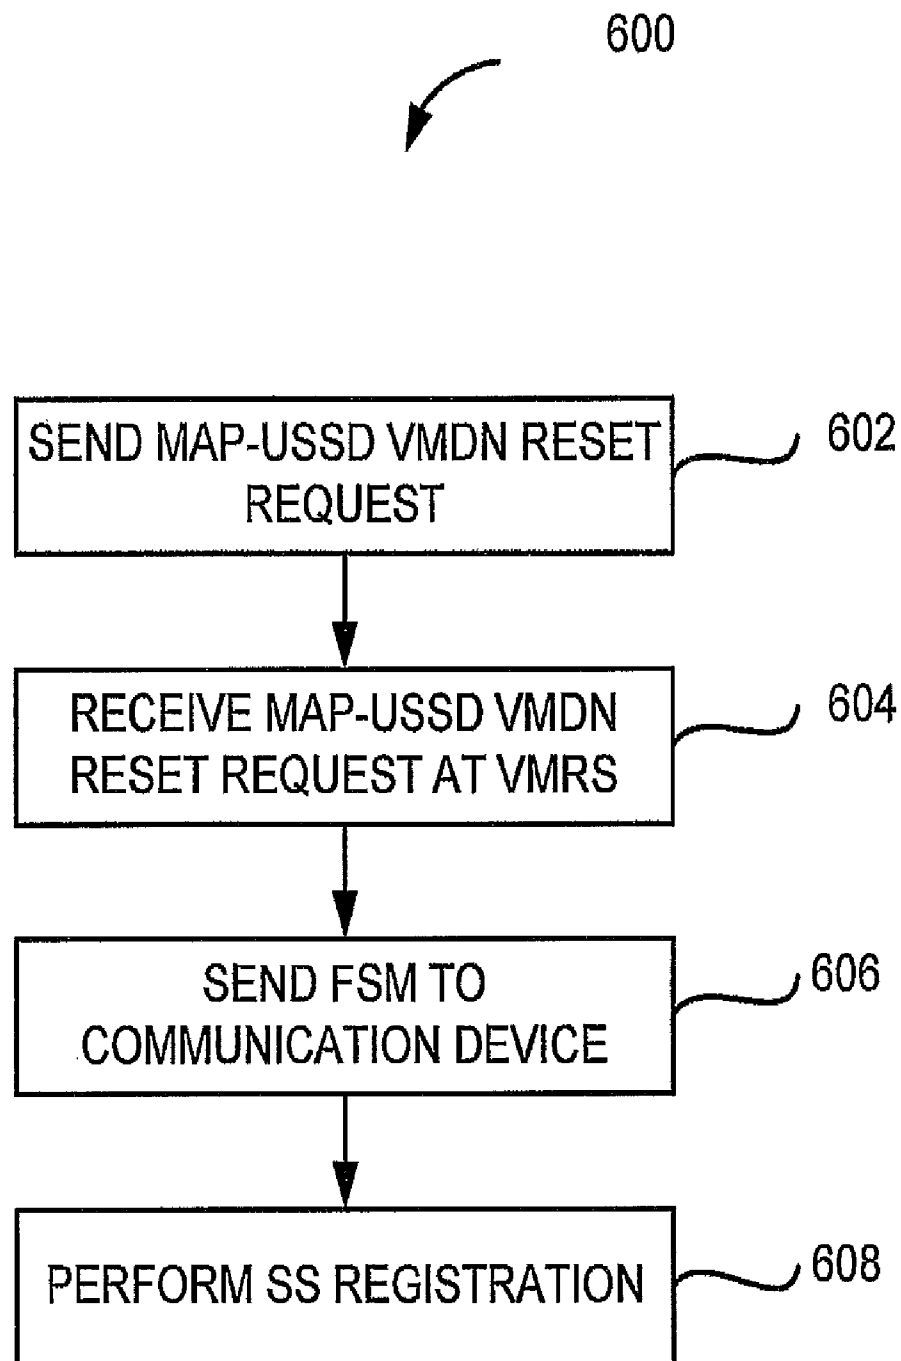 600
SEND MAP-USSD VMDN RESET
REQUEST
602
RECEIVE MAP-USSD VMDN
RESET REQUEST AT VMRS
604
SEND FSM TO
COMMUNICATION DEVICE
606
PERFORM SS REGISTRATION
608